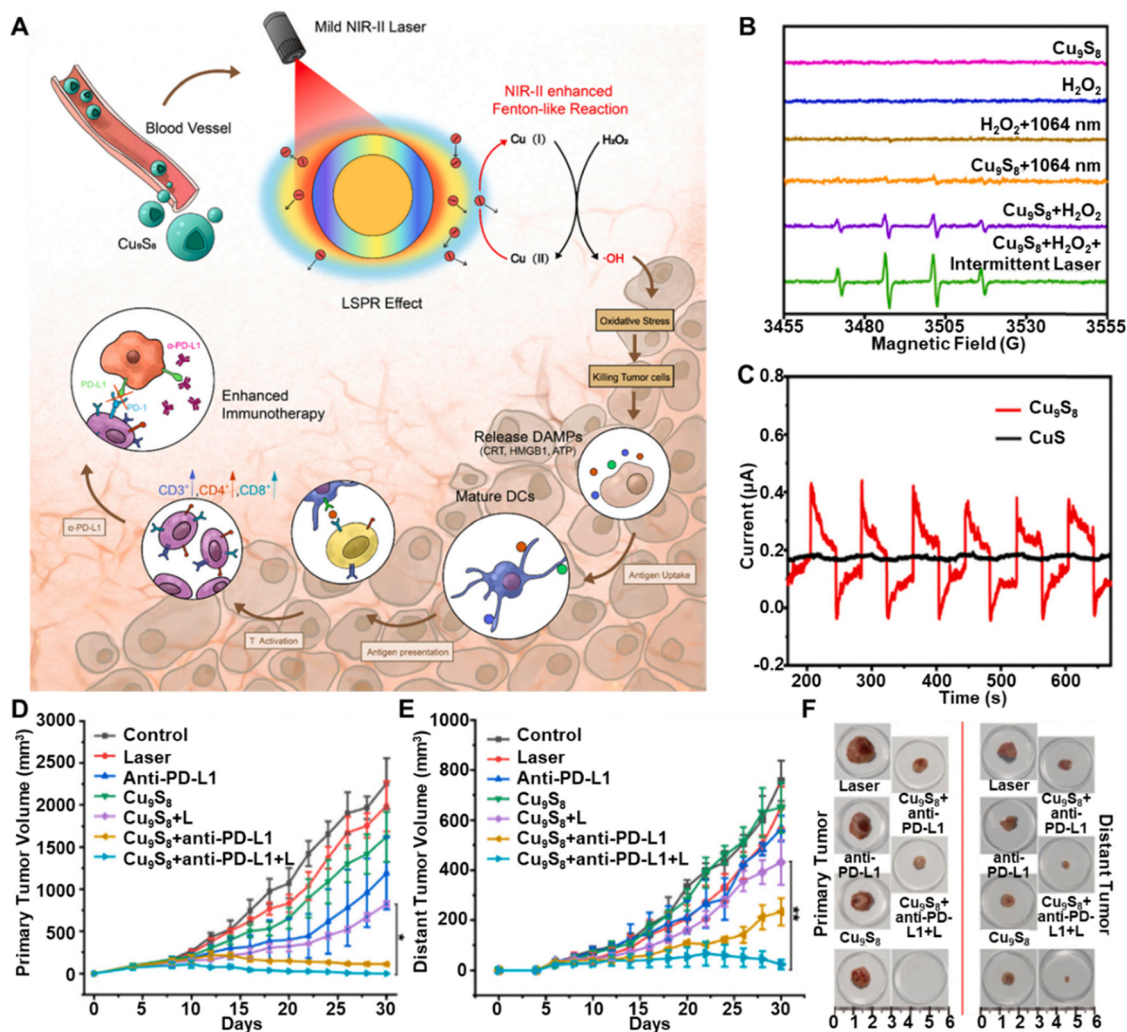 A
Mild NIR-II Laser
Blood Vessel
Cu₉S₈
NIR-II enhanced
Fenton-like Reaction
Cu (I)
H₂O₂
Cu (II)
·OH
LSPR Effect
Oxidative Stress
Killing Tumor cells
Release DAMPs
(CRT, HMGB1, ATP)
Mature DCs
Antigen Uptake
Antigen presentation
T Activation
CD3⁺↑,CD4⁺↑,CD8⁺↑
α-PD-L1
Enhanced
Immunotherapy
α-PD-L1
PD-L1
PD-1
B
Cu₉S₈
H₂O₂
H₂O₂+1064 nm
Cu₉S₈+1064 nm
Cu₉S₈+H₂O₂
Cu₉S₈+H₂O₂+
Intermittent Laser
3455 3480 3505 3530 3555
Magnetic Field (G)
C
Current (μA)
0.8
0.6
0.4
0.2
0.0
-0.2
Cu₉S₈
CuS
200 300 400 500 600
Time (s)
D
Primary Tumor Volume (mm³)
3000
2500
2000
1500
1000
500
0
Control
Laser
Anti-PD-L1
Cu₉S₈
Cu₉S₈+L
Cu₉S₈+anti-PD-L1
Cu₉S₈+anti-PD-L1+L
*
0 5 10 15 20 25 30
Days
E
Distant Tumor Volume (mm³)
1000
800
600
400
200
0
Control
Laser
Anti-PD-L1
Cu₉S₈
Cu₉S₈+L
Cu₉S₈+anti-PD-L1
Cu₉S₈+anti-PD-L1+L
**
0 5 10 15 20 25 30
Days
F
Primary Tumor
Laser
anti-
PD-L1
Cu₉S₈
Cu₉S₈+
anti-
PD-L1
Cu₉S₈+
anti-PD-
L1+L
0 1 2 3 4 5 6
Laser
anti-
PD-L1
Cu₉S₈
Cu₉S₈+
anti-
PD-L1
Cu₉S₈+
anti-PD-
L1+L
0 1 2 3 4 5 6
Distant Tumor